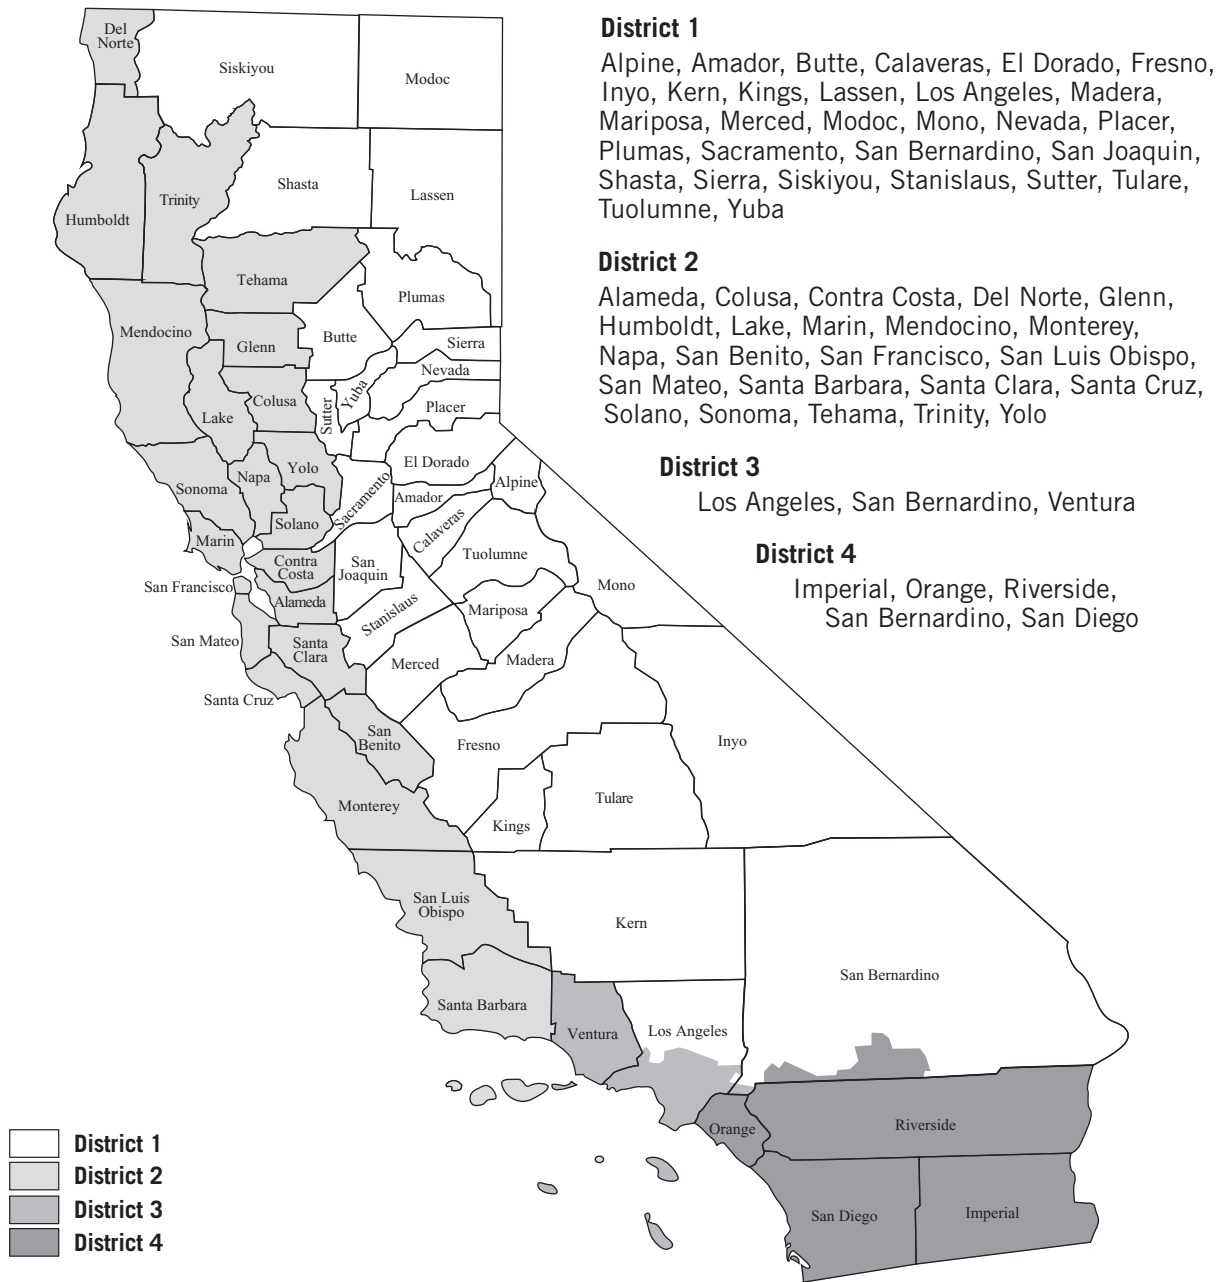 District 1
Alpine, Amador, Butte, Calaveras, El Dorado, Fresno,
Inyo, Kern, Kings, Lassen, Los Angeles, Madera,
Mariposa, Merced, Modoc, Mono, Nevada, Placer,
Plumas, Sacramento, San Bernardino, San Joaquin,
Shasta, Sierra, Siskiyou, Stanislaus, Sutter, Tulare,
Tuolumne, Yuba
District 2
Alameda, Colusa, Contra Costa, Del Norte, Glenn,
Humboldt, Lake, Marin, Mendocino, Monterey,
Napa, San Benito, San Francisco, San Luis Obispo,
San Mateo, Santa Barbara, Santa Clara, Santa Cruz,
Solano, Sonoma, Tehama, Trinity, Yolo
District 3
Los Angeles, San Bernardino, Ventura
District 4
Imperial, Orange, Riverside,
San Bernardino, San Diego
Del
Norte
Siskiyou
Modoc
Humboldt
Trinity
Shasta
Lassen
Tehama
Plumas
Mendocino
Glenn
Butte
Sierra
Nevada
Lake
Colusa
Sutter
Yuba
Placer
Sonoma
Napa
Yolo
Sacramento
El Dorado
Amador
Alpine
Solano
Marin
Calaveras
Contra
Costa
San
Joaquin
Tuolumne
Mono
San Francisco
Alameda
Stanislaus
Mariposa
San Mateo
Santa
Clara
Merced
Madera
Santa Cruz
San
Benito
Fresno
Inyo
Monterey
Kings
Tulare
San Luis
Obispo
Kern
San Bernardino
Santa Barbara
Ventura
Los Angeles
Orange
Riverside
San Diego
Imperial
District 1
District 2
District 3
District 4